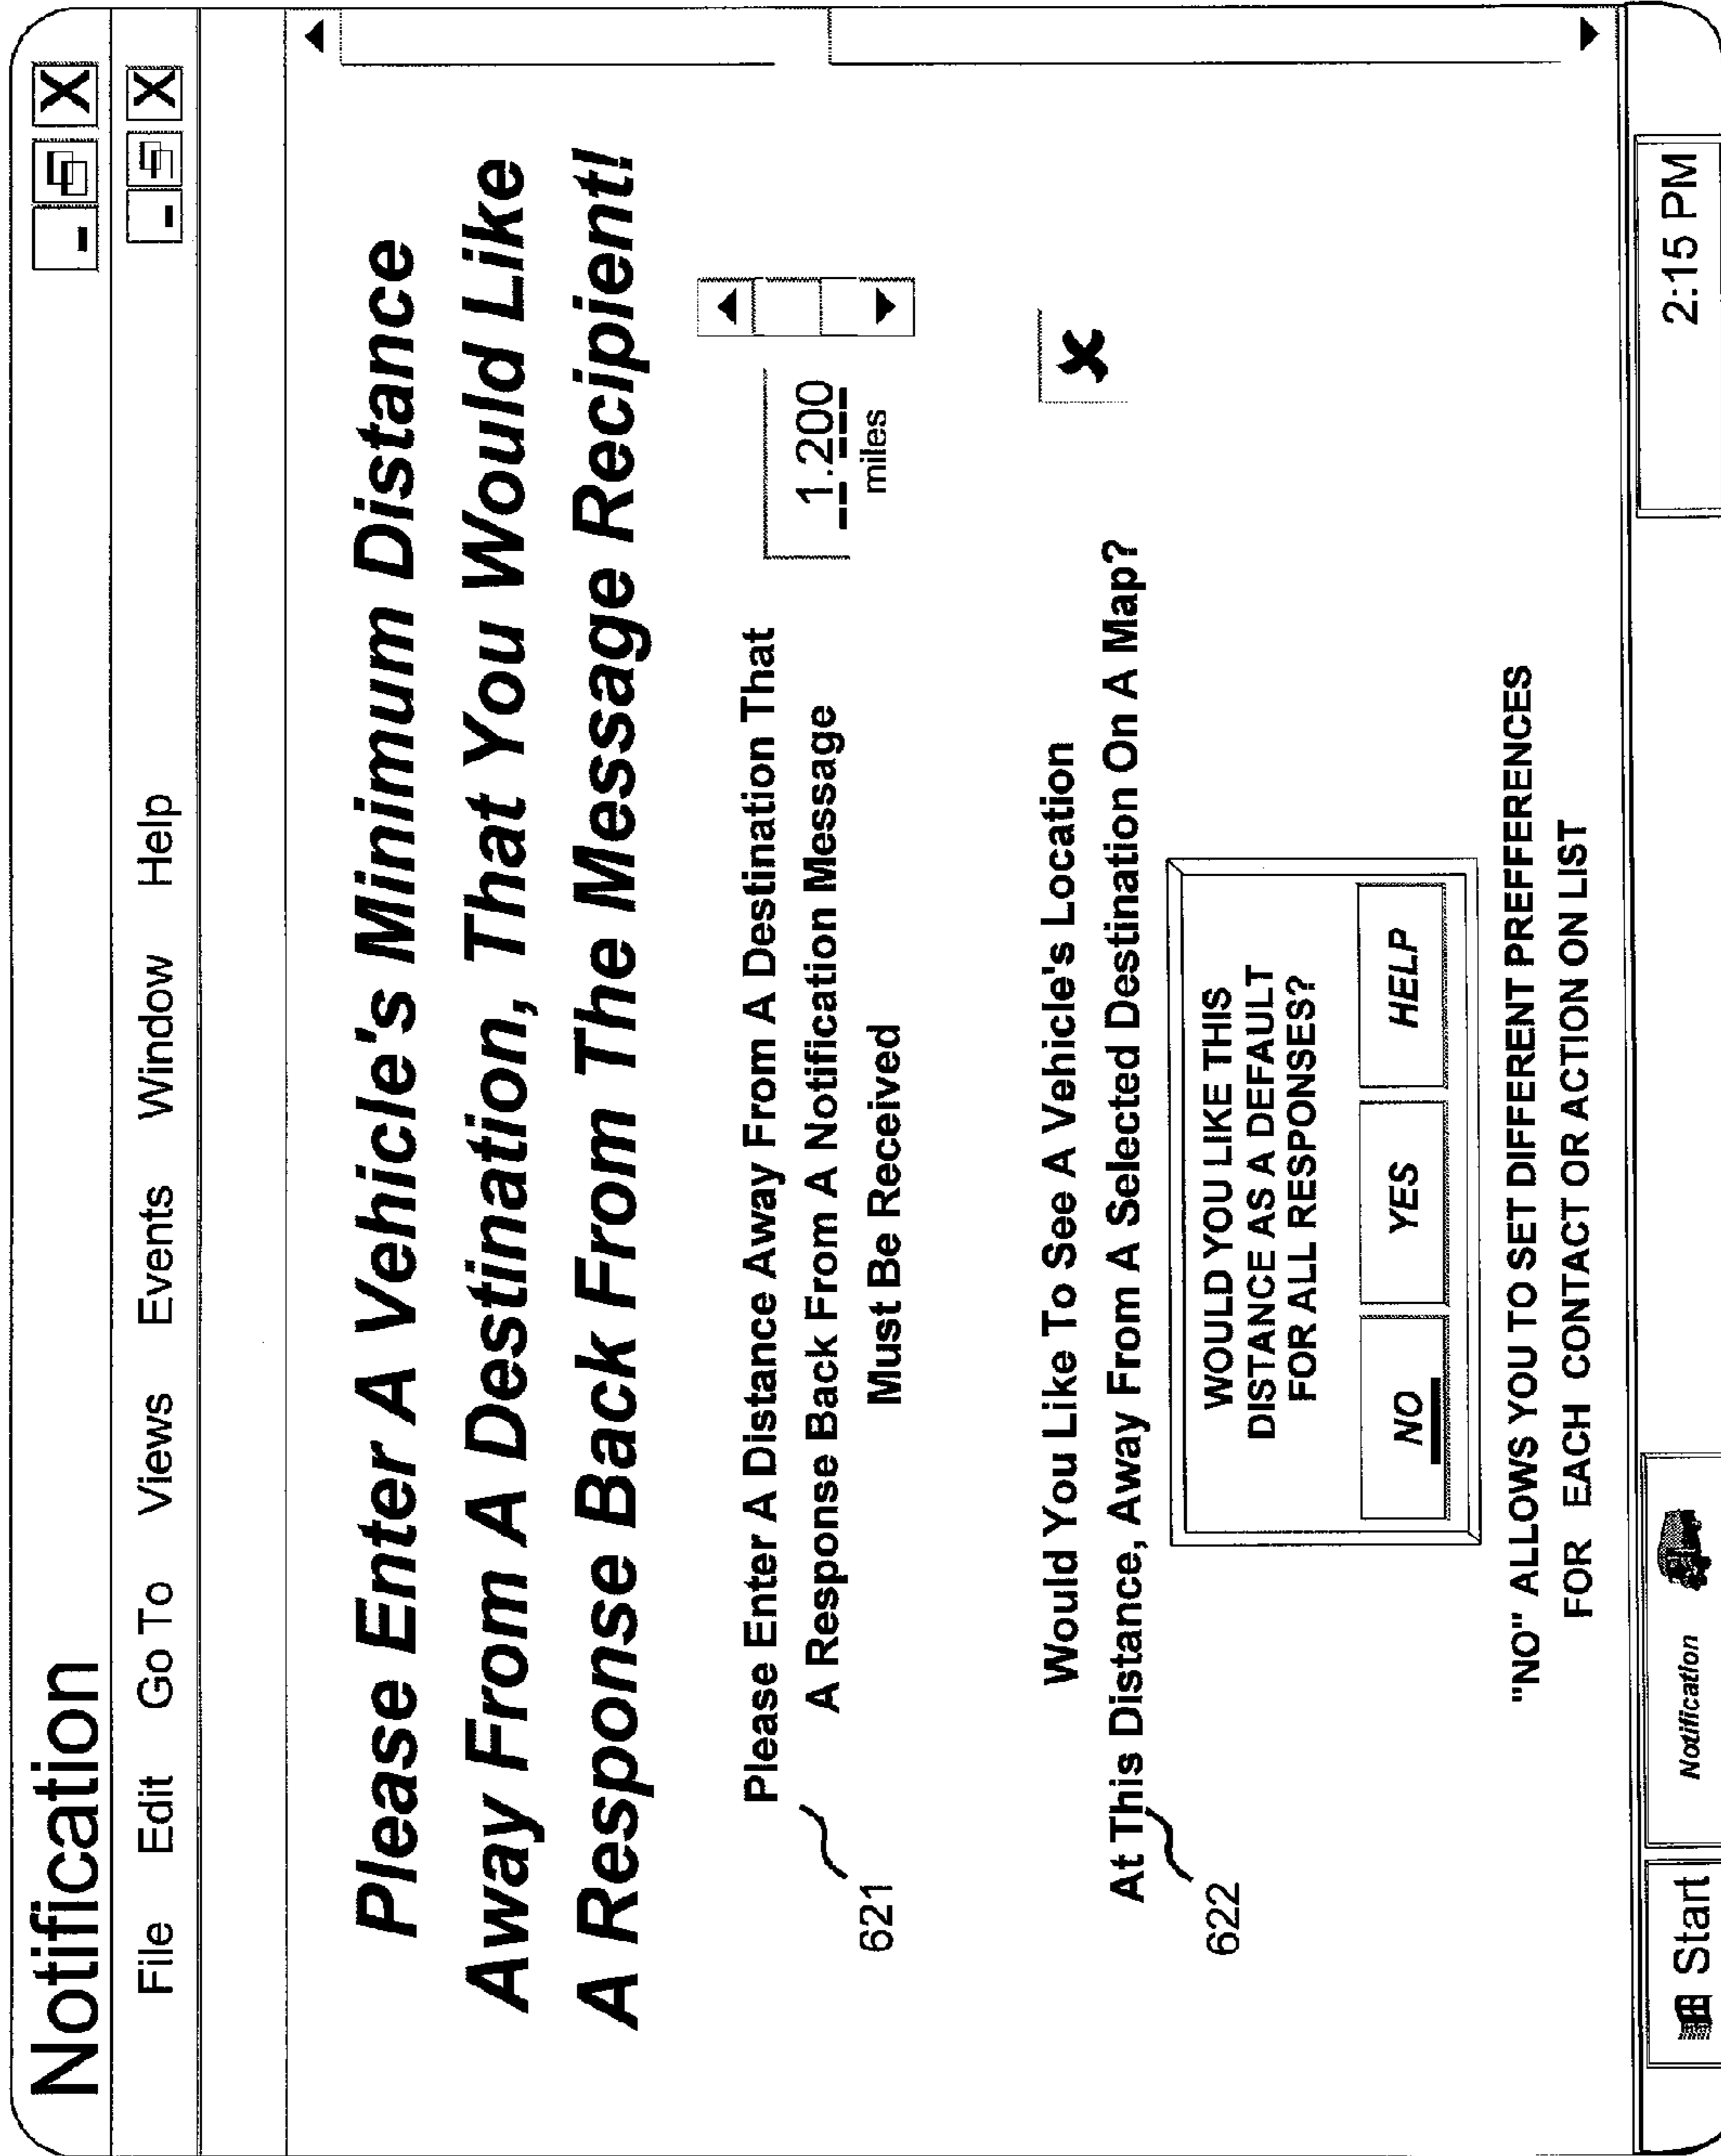 Notification
File Edit Go To Views Events Window Help
Please Enter A Vehicle's Minimum Distance
Away From A Destination, That You Would Like
A Response Back From The Message Recipient!
Please Enter A Distance Away From A Destination That
A Response Back From A Notification Message
Must Be Received
1.200
miles
621
Would You Like To See A Vehicle's Location
At This Distance, Away From A Selected Destination On A Map?
622
WOULD YOU LIKE THIS
DISTANCE AS A DEFAULT
FOR ALL RESPONSES?
NO YES HELP
"NO" ALLOWS YOU TO SET DIFFERENT PREFFERENCES
FOR EACH CONTACT OR ACTION ON LIST
Start Notification 2:15 PM